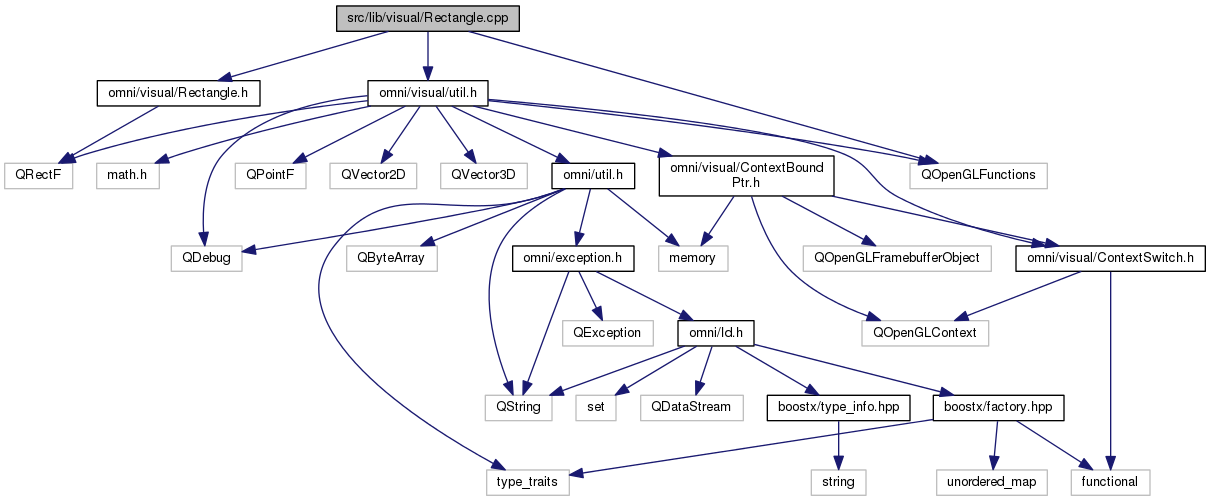 src/lib/visual/Rectangle.cpp
omni/visual/Rectangle.h
omni/visual/util.h
QRectF
math.h
QPointF
QVector2D
QVector3D
omni/util.h
omni/visual/ContextBound
Ptr.h
QOpenGLFunctions
QDebug
QByteArray
omni/exception.h
memory
QOpenGLFramebufferObject
omni/visual/ContextSwitch.h
QException
omni/Id.h
QOpenGLContext
QString
set
QDataStream
boostx/type_info.hpp
boostx/factory.hpp
type_traits
string
unordered_map
functional